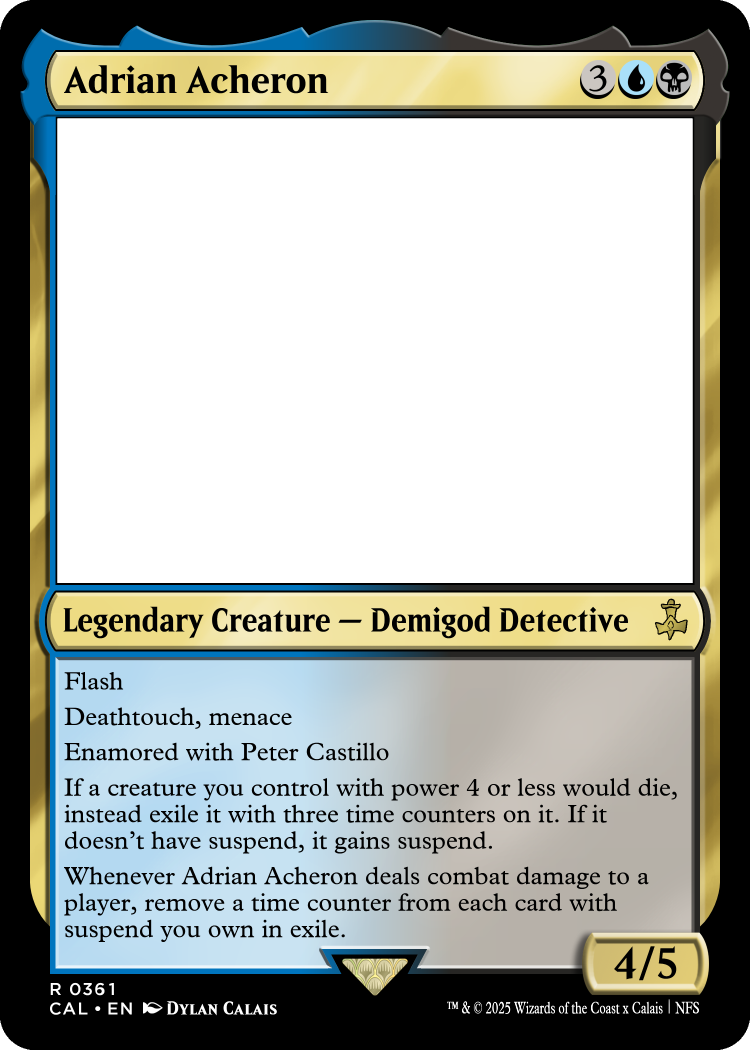 Adrian Acheron 3
Legendary Creature — Demigod Detective
Flash
Deathtouch, menace
Enamored with Peter Castillo
If a creature you control with power 4 or less would die,
instead exile it with three time counters on it. If it
doesn’t have suspend, it gains suspend.
Whenever Adrian Acheron deals combat damage to a
player, remove a time counter from each card with
suspend you own in exile.
4/5
R 0361
CAL • EN DYLAN CALAIS
™ & © 2025 Wizards of the Coast x Calais | NFS